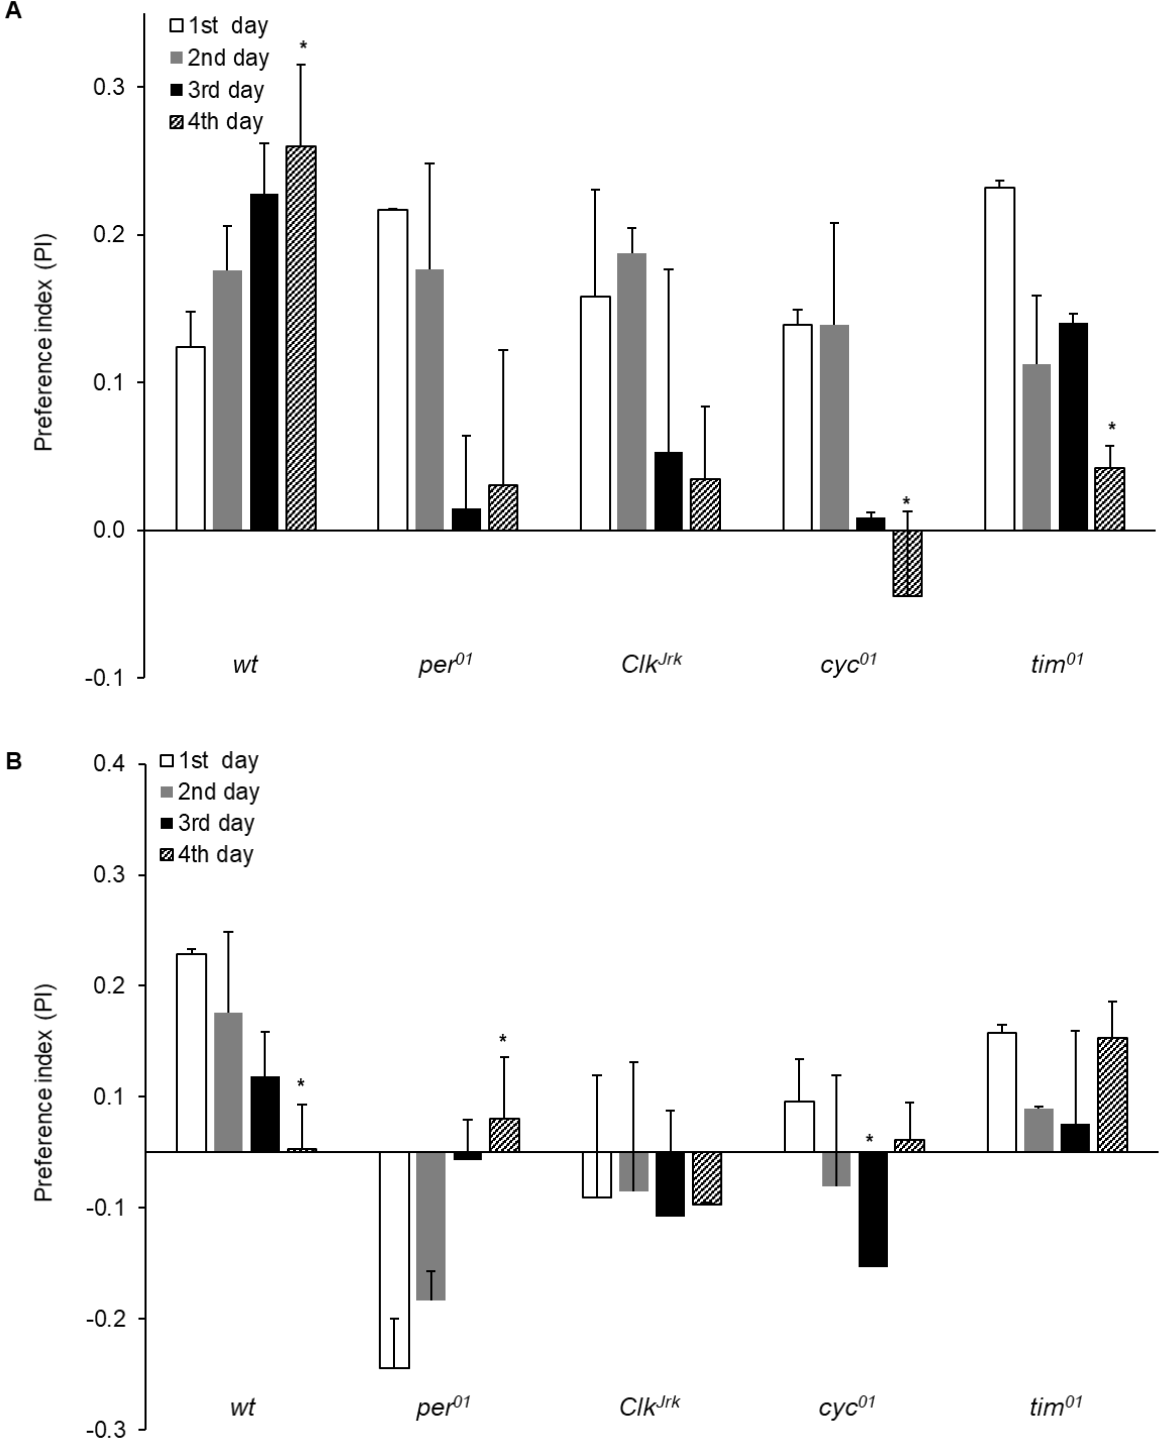 A
1st day
2nd day
3rd day
4th day
*
0.3
0.2
0.1
0.0
-0.1
Preference index (PI)
*
*
wt
per01
ClkJrk
cyc01
tim01
B
1st day
2nd day
3rd day
4th day
0.4
0.3
0.2
0.1
-0.1
-0.2
-0.3
Preference index (PI)
*
*
*
wt
per01
ClkJrk
cyc01
tim01